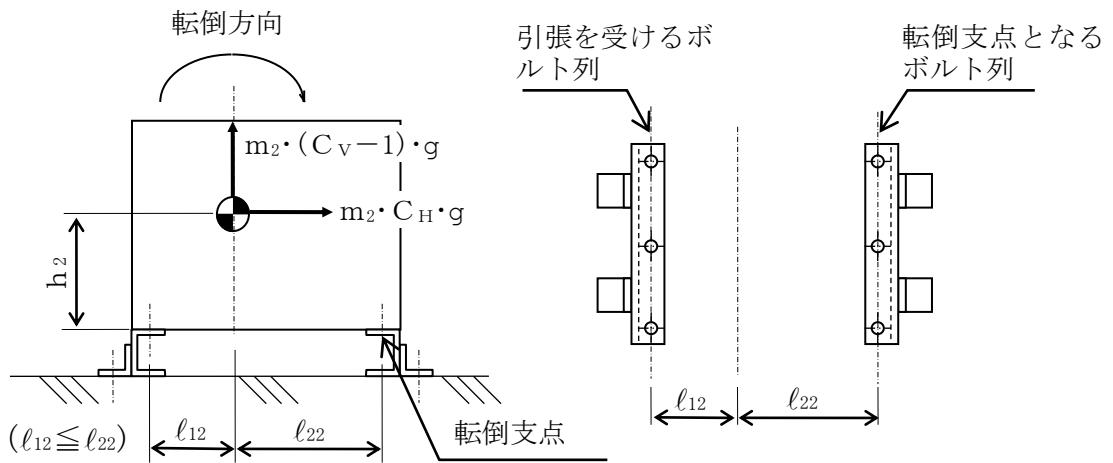 転倒方向
m₂・(Cᵥ－1)・g
m₂・C_H・g
h₂
(ℓ₁₂≦ℓ₂₂)
ℓ₁₂
ℓ₂₂
転倒支点
引張を受けるボ
ルト列
転倒支点となる
ボルト列
ℓ₁₂
ℓ₂₂